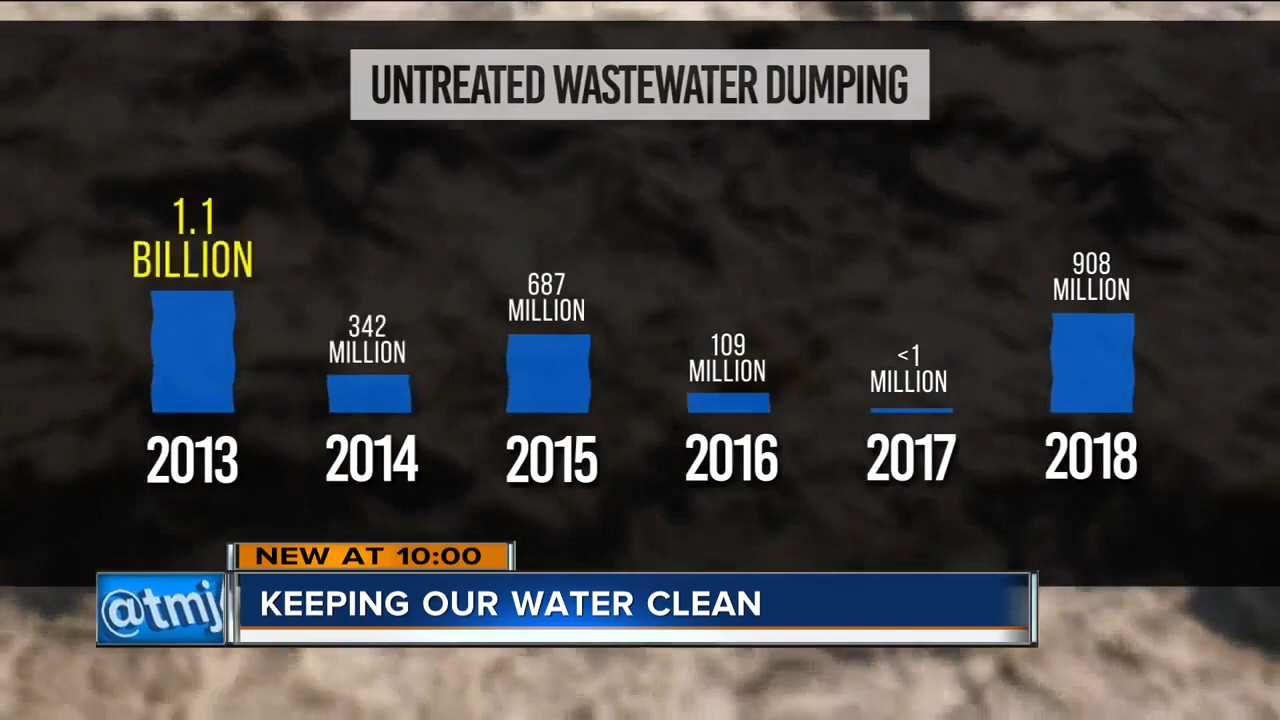 UNTREATED WASTEWATER DUMPING
1.1
BILLION
342
MILLION
687
MILLION
109
MILLION
<1
MILLION
908
MILLION
2013 2014 2015 2016 2017 2018
NEW AT 10:00
@tmj
KEEPING OUR WATER CLEAN